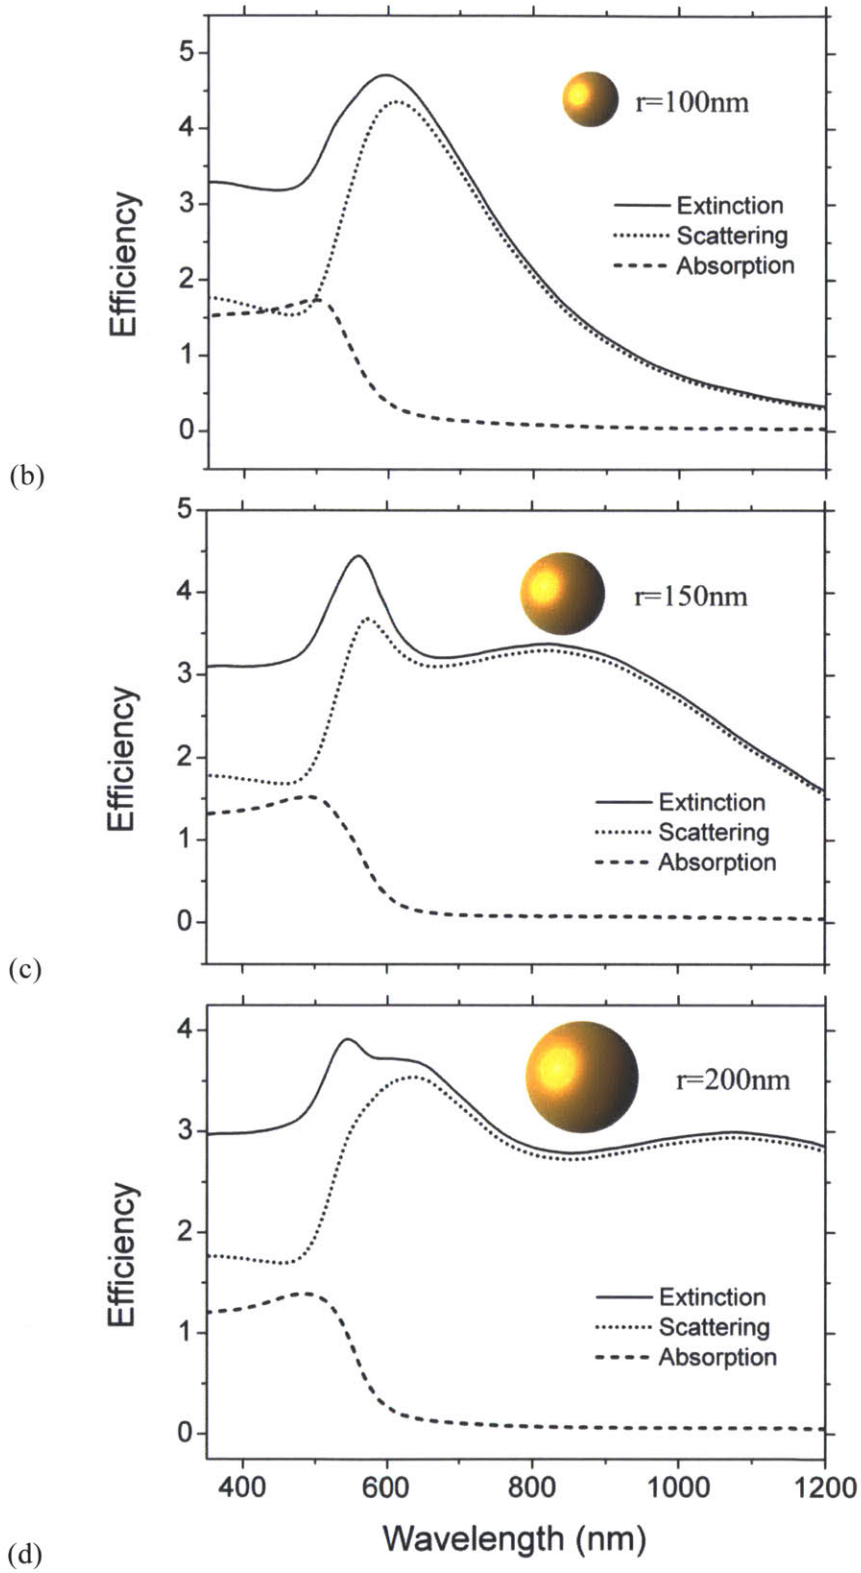 5
4
3
2
1
0
Efficiency
r=100nm
Extinction
Scattering
Absorption
(b)
5
4
3
2
1
0
Efficiency
r=150nm
Extinction
Scattering
Absorption
(c)
4
3
2
1
0
Efficiency
r=200nm
Extinction
Scattering
Absorption
400 600 800 1000 1200
Wavelength (nm)
(d)